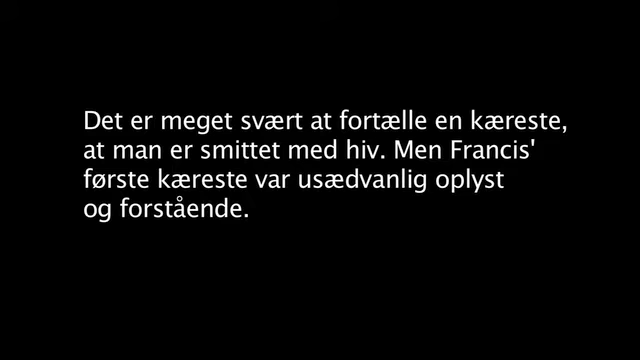 Det er meget svært at fortælle en kæreste,
at man er smittet med hiv. Men Francis'
første kæreste var usædvanlig oplyst
og forstående.